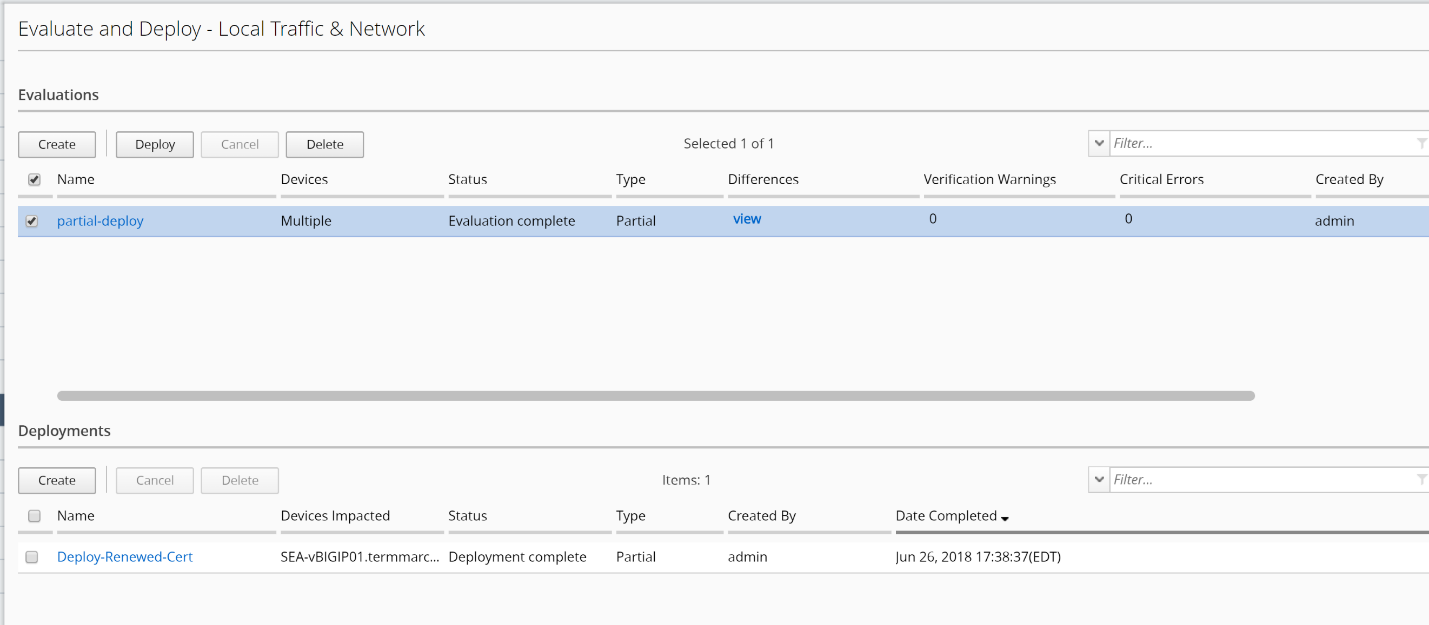 Evaluate and Deploy - Local Traffic & Network
Evaluations
Create Deploy Cancel Delete Selected 1 of 1 Filter...
Name Devices Status Type Differences Verification Warnings Critical Errors Created By
partial-deploy Multiple Evaluation complete Partial view 0 0 admin
Deployments
Create Cancel Delete Items: 1 Filter...
Name Devices Impacted Status Type Created By Date Completed
Deploy-Renewed-Cert SEA-vBIGIP01.termmarc... Deployment complete Partial admin Jun 26, 2018 17:38:37(EDT)